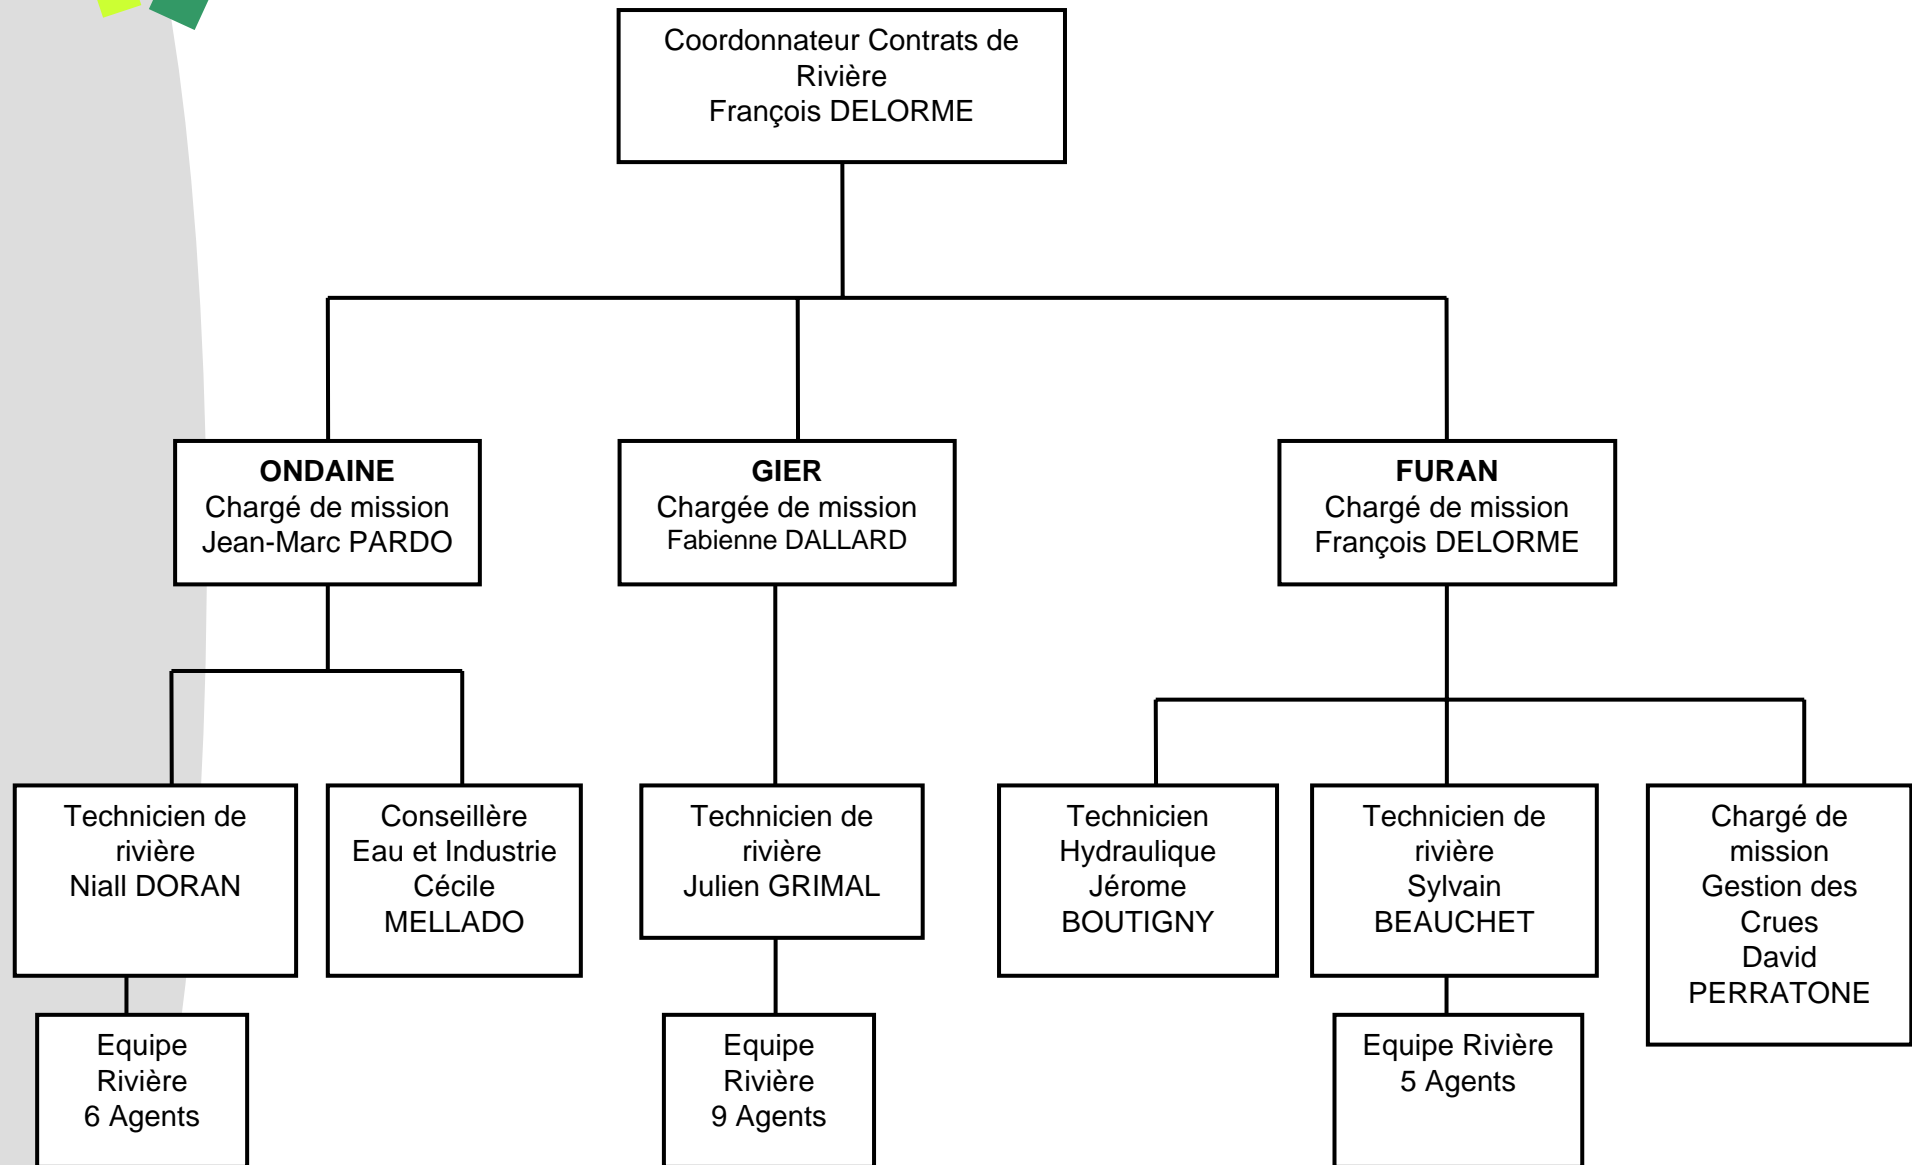 Coordonnateur Contrats de
Rivière
François DELORME
ONDAINE
Chargé de mission
Jean-Marc PARDO
GIER
Chargée de mission
Fabienne DALLARD
FURAN
Chargé de mission
François DELORME
Technicien de
rivière
Niall DORAN
Conseillère
Eau et Industrie
Cécile
MELLADO
Technicien de
rivière
Julien GRIMAL
Technicien
Hydraulique
Jérome
BOUTIGNY
Technicien de
rivière
Sylvain
BEAUCHET
Chargé de
mission
Gestion des
Crues
David
PERRATONE
Equipe
Rivière
6 Agents
Equipe
Rivière
9 Agents
Equipe Rivière
5 Agents